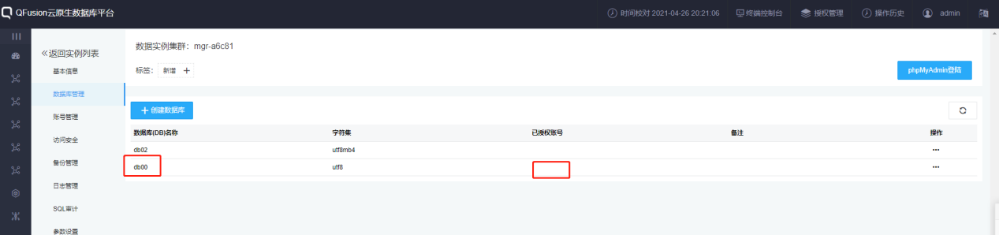 QFusion云原生数据库平台
时间校对 2021-04-26 20:21:06
终端控制台
授权管理
操作历史
admin
返回实例列表
基本信息
数据库管理
账号管理
访问安全
备份管理
日志管理
SQL审计
参数设置
数据实例集群：mgr-a6c81
标签：
新增 +
phpMyAdmin登陆
+ 创建数据库
数据库(DB)名称 字符集 已授权账号 备注 操作
db02 utf8mb4 ···
db00 utf8 ···